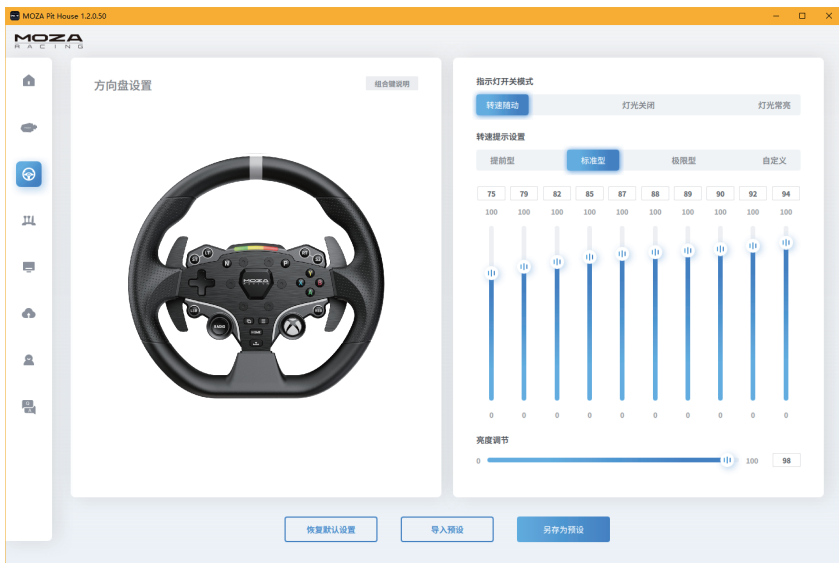 MOZA Pit House 1.2.0.50
MOZA
RACING
方向盘设置
组合键说明
指示灯开关模式
转速随动 灯光关闭 灯光常亮
转速提示设置
提前型 标准型 极限型 自定义
75 79 82 85 87 88 89 90 92 94
100 100 100 100 100 100 100 100 100 100
0 0 0 0 0 0 0 0 0 0
亮度调节
0 100 98
N P
MOZA
RADIO
HOME
恢复默认设置 导入预设 另存为预设